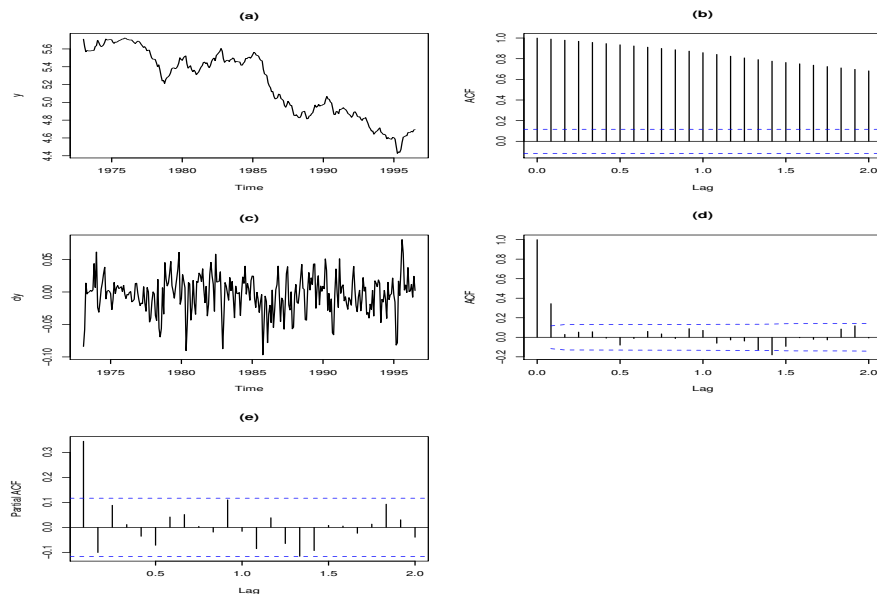 (a)
y
4.4 4.6 4.8 5.0 5.2 5.4 5.6
1975 1980 1985 1990 1995
Time
(b)
ACF
0.0 0.2 0.4 0.6 0.8 1.0
0.0 0.5 1.0 1.5 2.0
Lag
(c)
dy
-0.10 -0.05 0.00 0.05
1975 1980 1985 1990 1995
Time
(d)
ACF
-0.2 0.0 0.2 0.4 0.6 0.8 1.0
0.0 0.5 1.0 1.5 2.0
Lag
(e)
Partial ACF
-0.1 0.0 0.1 0.2 0.3
0.5 1.0 1.5 2.0
Lag